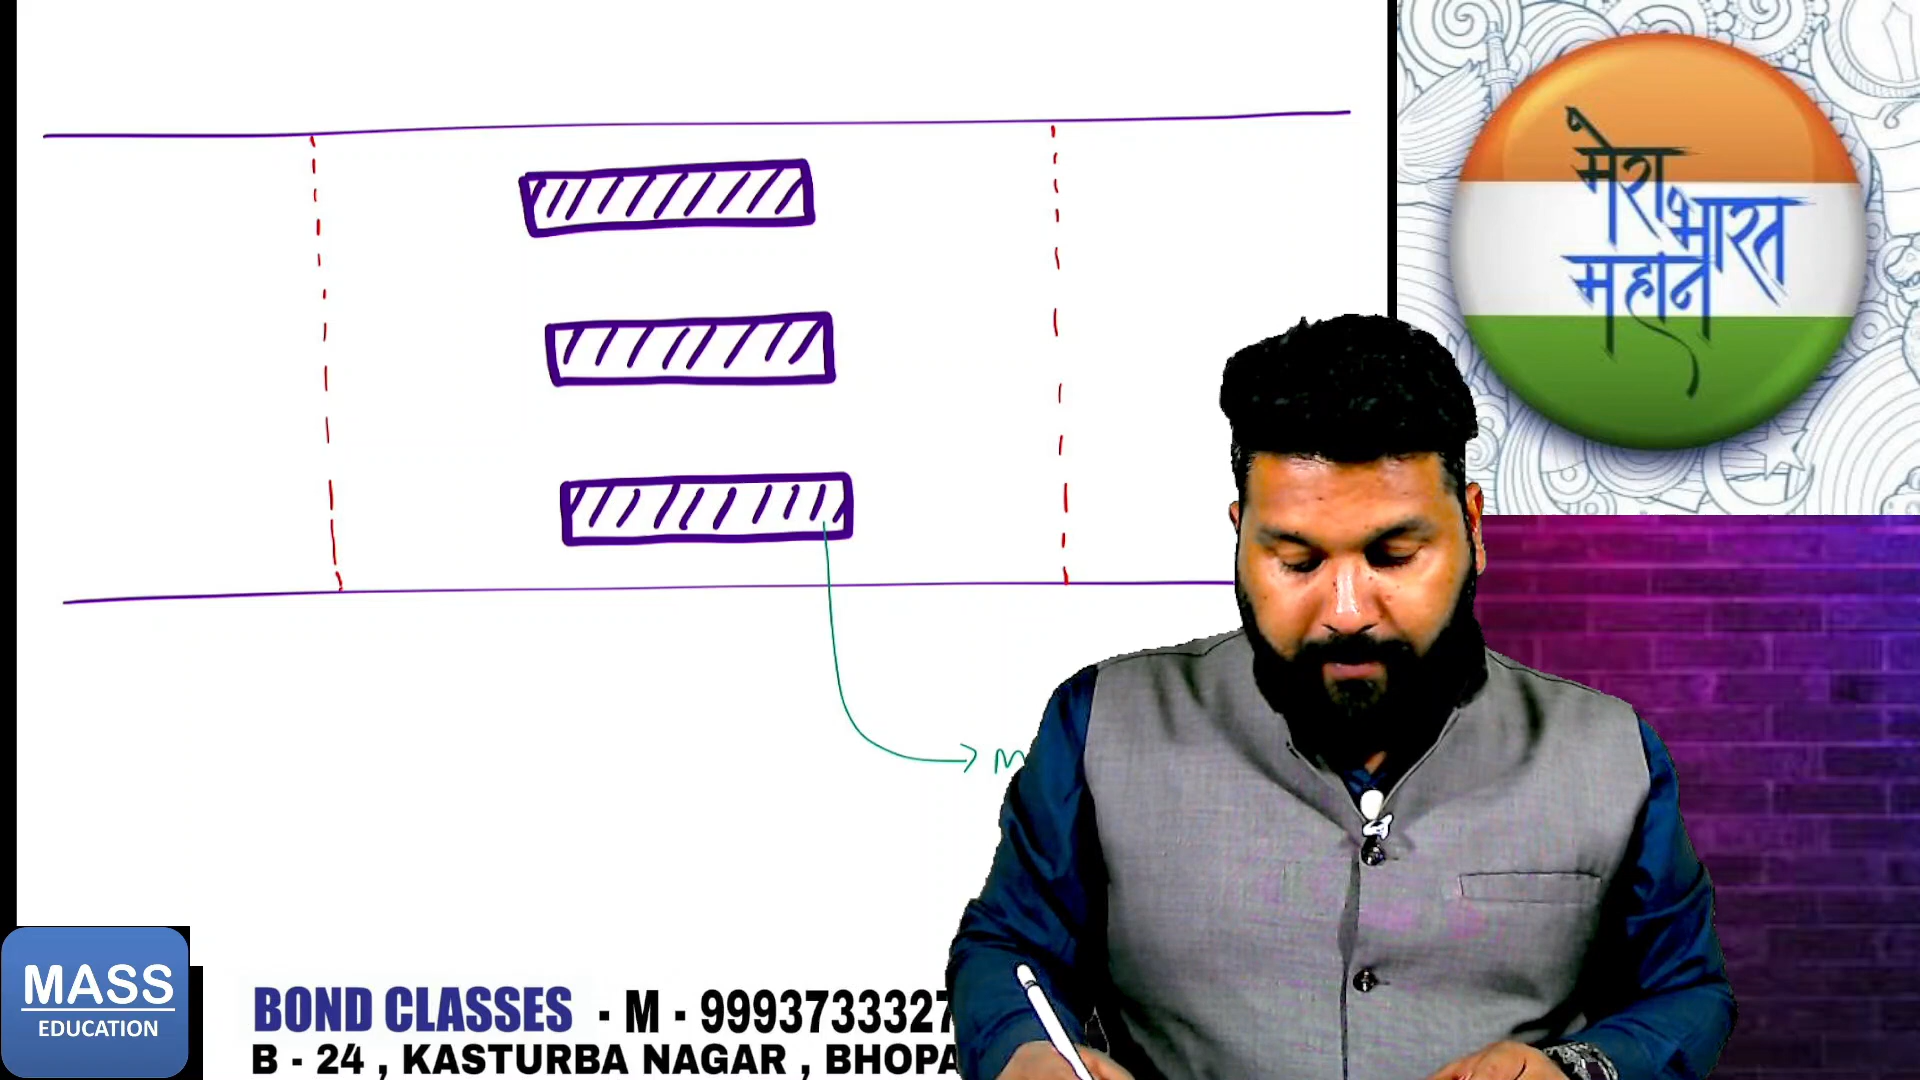 मेरा
भारत
महान
m
MASS
EDUCATION
BOND CLASSES - M - 9993733327
B - 24 , KASTURBA NAGAR , BHOPA